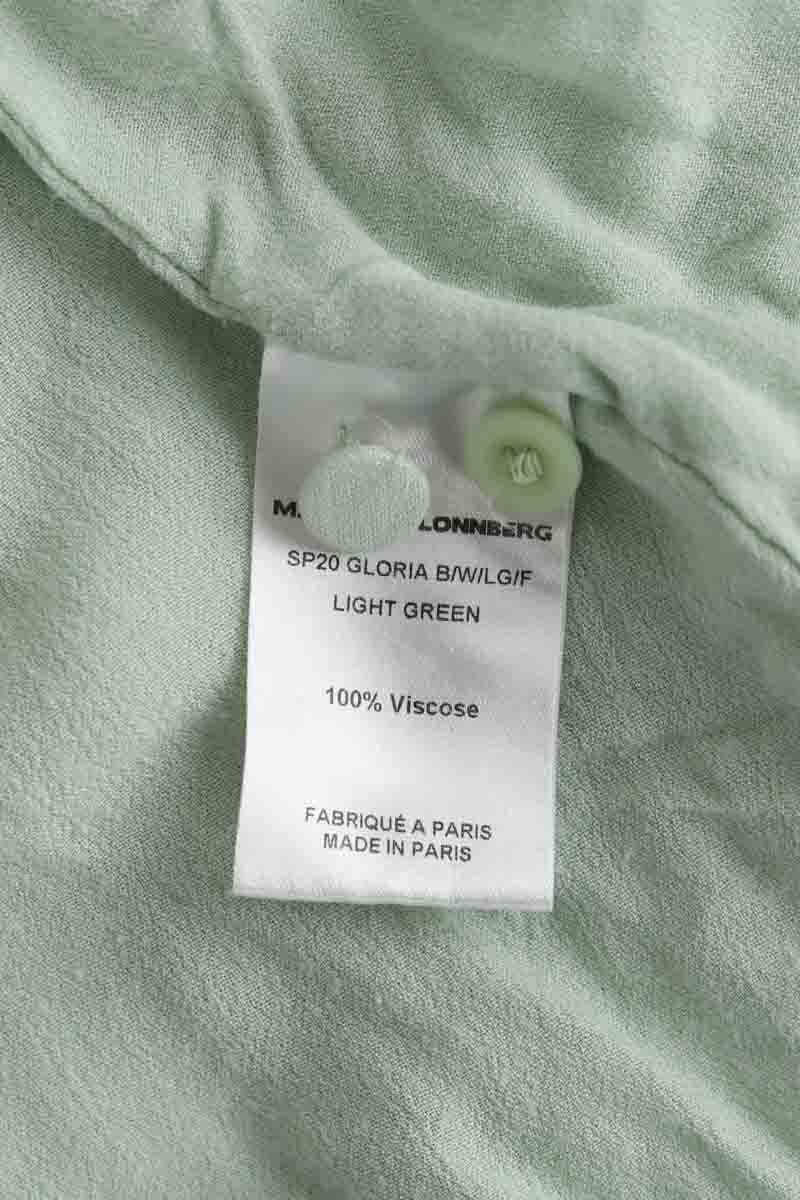 M. LONNBERG
SP20 GLORIA B/W/LG/F
LIGHT GREEN
100% Viscose
FABRIQUÉ A PARIS
MADE IN PARIS